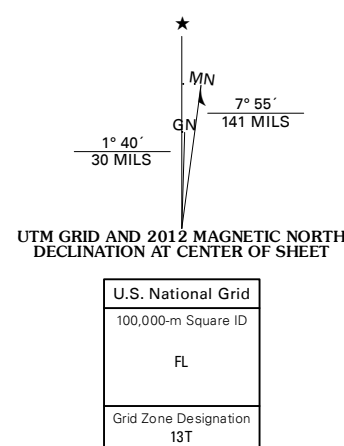 ★
MN
GN
7° 55´
141 MILS
1° 40´
30 MILS
UTM GRID AND 2012 MAGNETIC NORTH
DECLINATION AT CENTER OF SHEET
U.S. National Grid
100,000-m Square ID
FL
Grid Zone Designation
13T